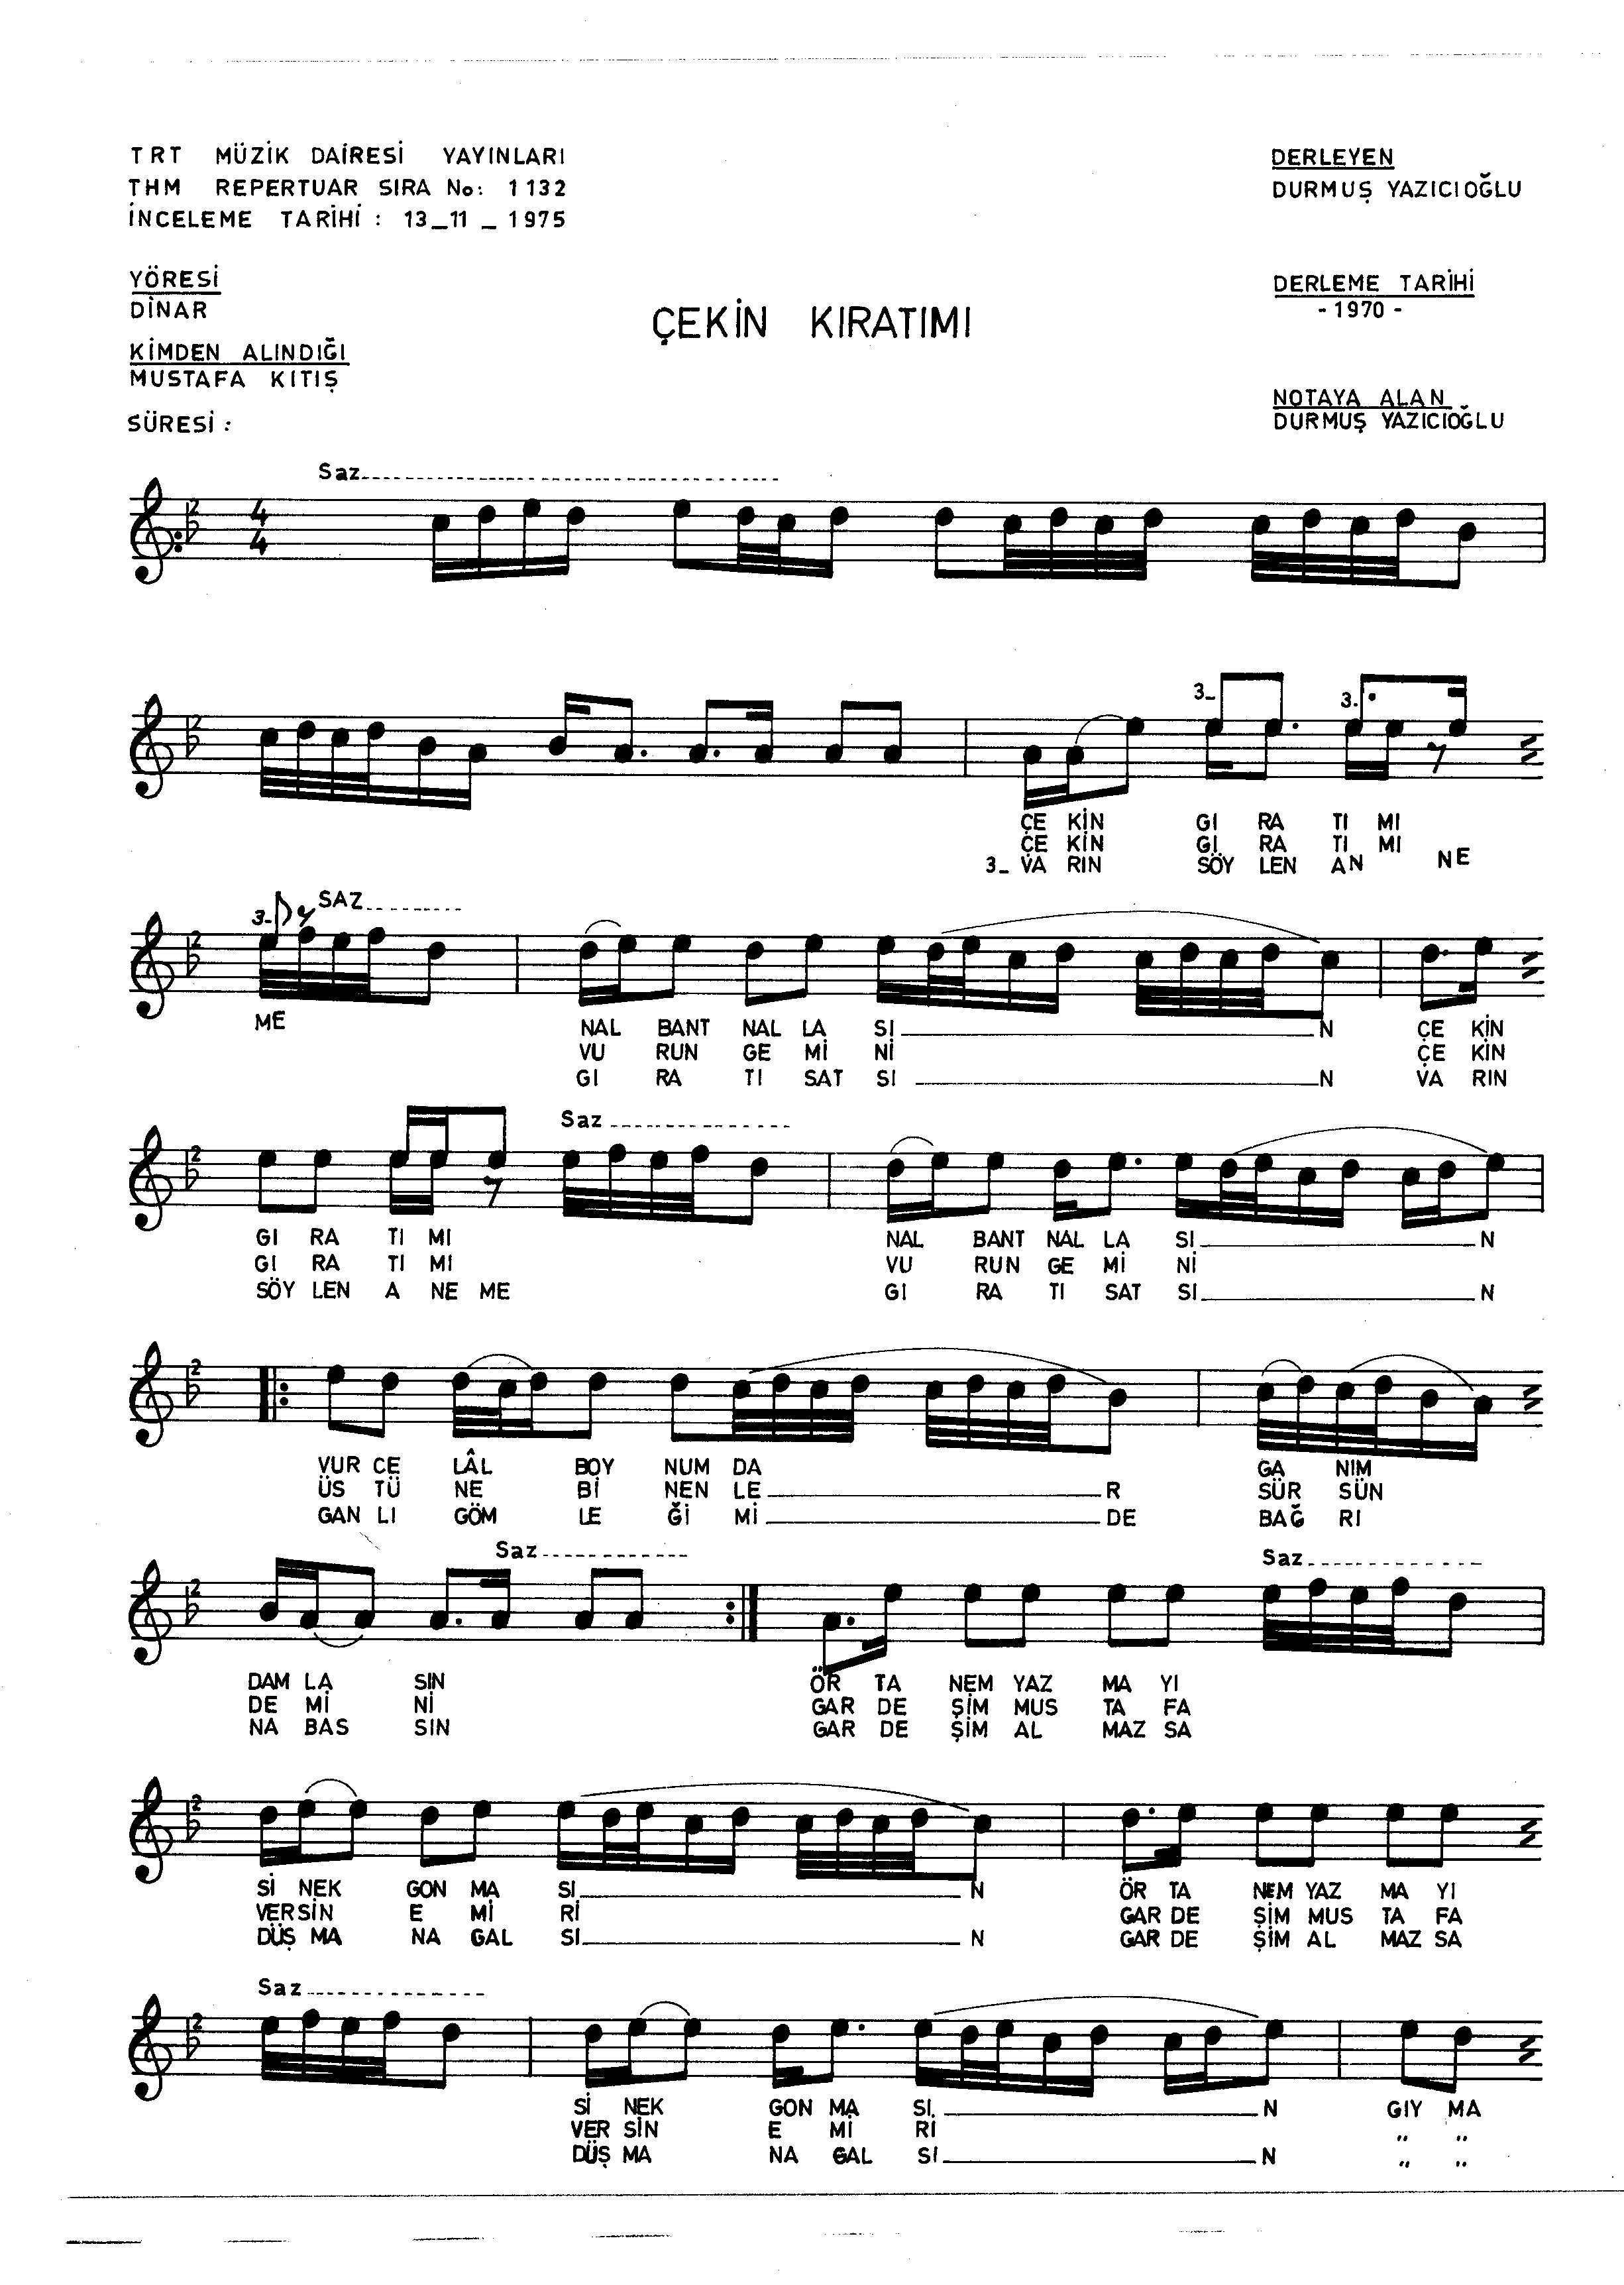 TRT MÜZİK DAİRESİ YAYINLARI
THM REPERTUAR SIRA No: 1132
İNCELEME TARİHİ : 13_11_1975
DERLEYEN
DURMUŞ YAZICIOĞLU
YÖRESİ
DİNAR
DERLEME TARİHİ
-1970-
ÇEKİN KIRATIMI
KİMDEN ALINDIĞI
MUSTAFA KITIŞ
NOTAYA ALAN
DURMUŞ YAZICIOĞLU
SÜRESİ :
Saz
2 4 4
2 3_ 3.
ÇE KİN GI RA TI MI
ÇE KİN GI RA TI MI
3_ VA RIN SÖY LEN AN NE
3_ SAZ
2
ME NAL BANT NAL LA SI N ÇE KİN
VU RUN GE Mİ Nİ ÇE KİN
GI RA TI SAT SI N VA RIN
Saz
2
GI RA TI MI NAL BANT NAL LA SI N
GI RA TI MI VU RUN GE Mİ Nİ
SÖY LEN A NE ME GI RA TI SAT SI N
2
VUR CE LÂL BOY NUM DA GA NIM
ÜS TÜ NE Bİ NEN LE R SÜR SÜN
GAN LI GÖM LE Ğİ Mİ DE BAĞ RI
Saz Saz
2
DAM LA SIN ÖR TA NEM YAZ MA YI
DE Mİ Nİ GAR DE ŞİM MUS TA FA
NA BAS SIN GAR DE ŞİM AL MAZ SA
2
Sİ NEK GON MA SI N ÖR TA NEM YAZ MA YI
VER SİN E Mİ Rİ GAR DE ŞİM MUS TA FA
DÜŞ MA NA GAL SI N GAR DE ŞİM AL MAZ SA
Saz
2
Sİ NEK GON MA SI N GIY MA
VER SİN E Mİ Rİ " "
DÜŞ MA NA GAL SI N " "